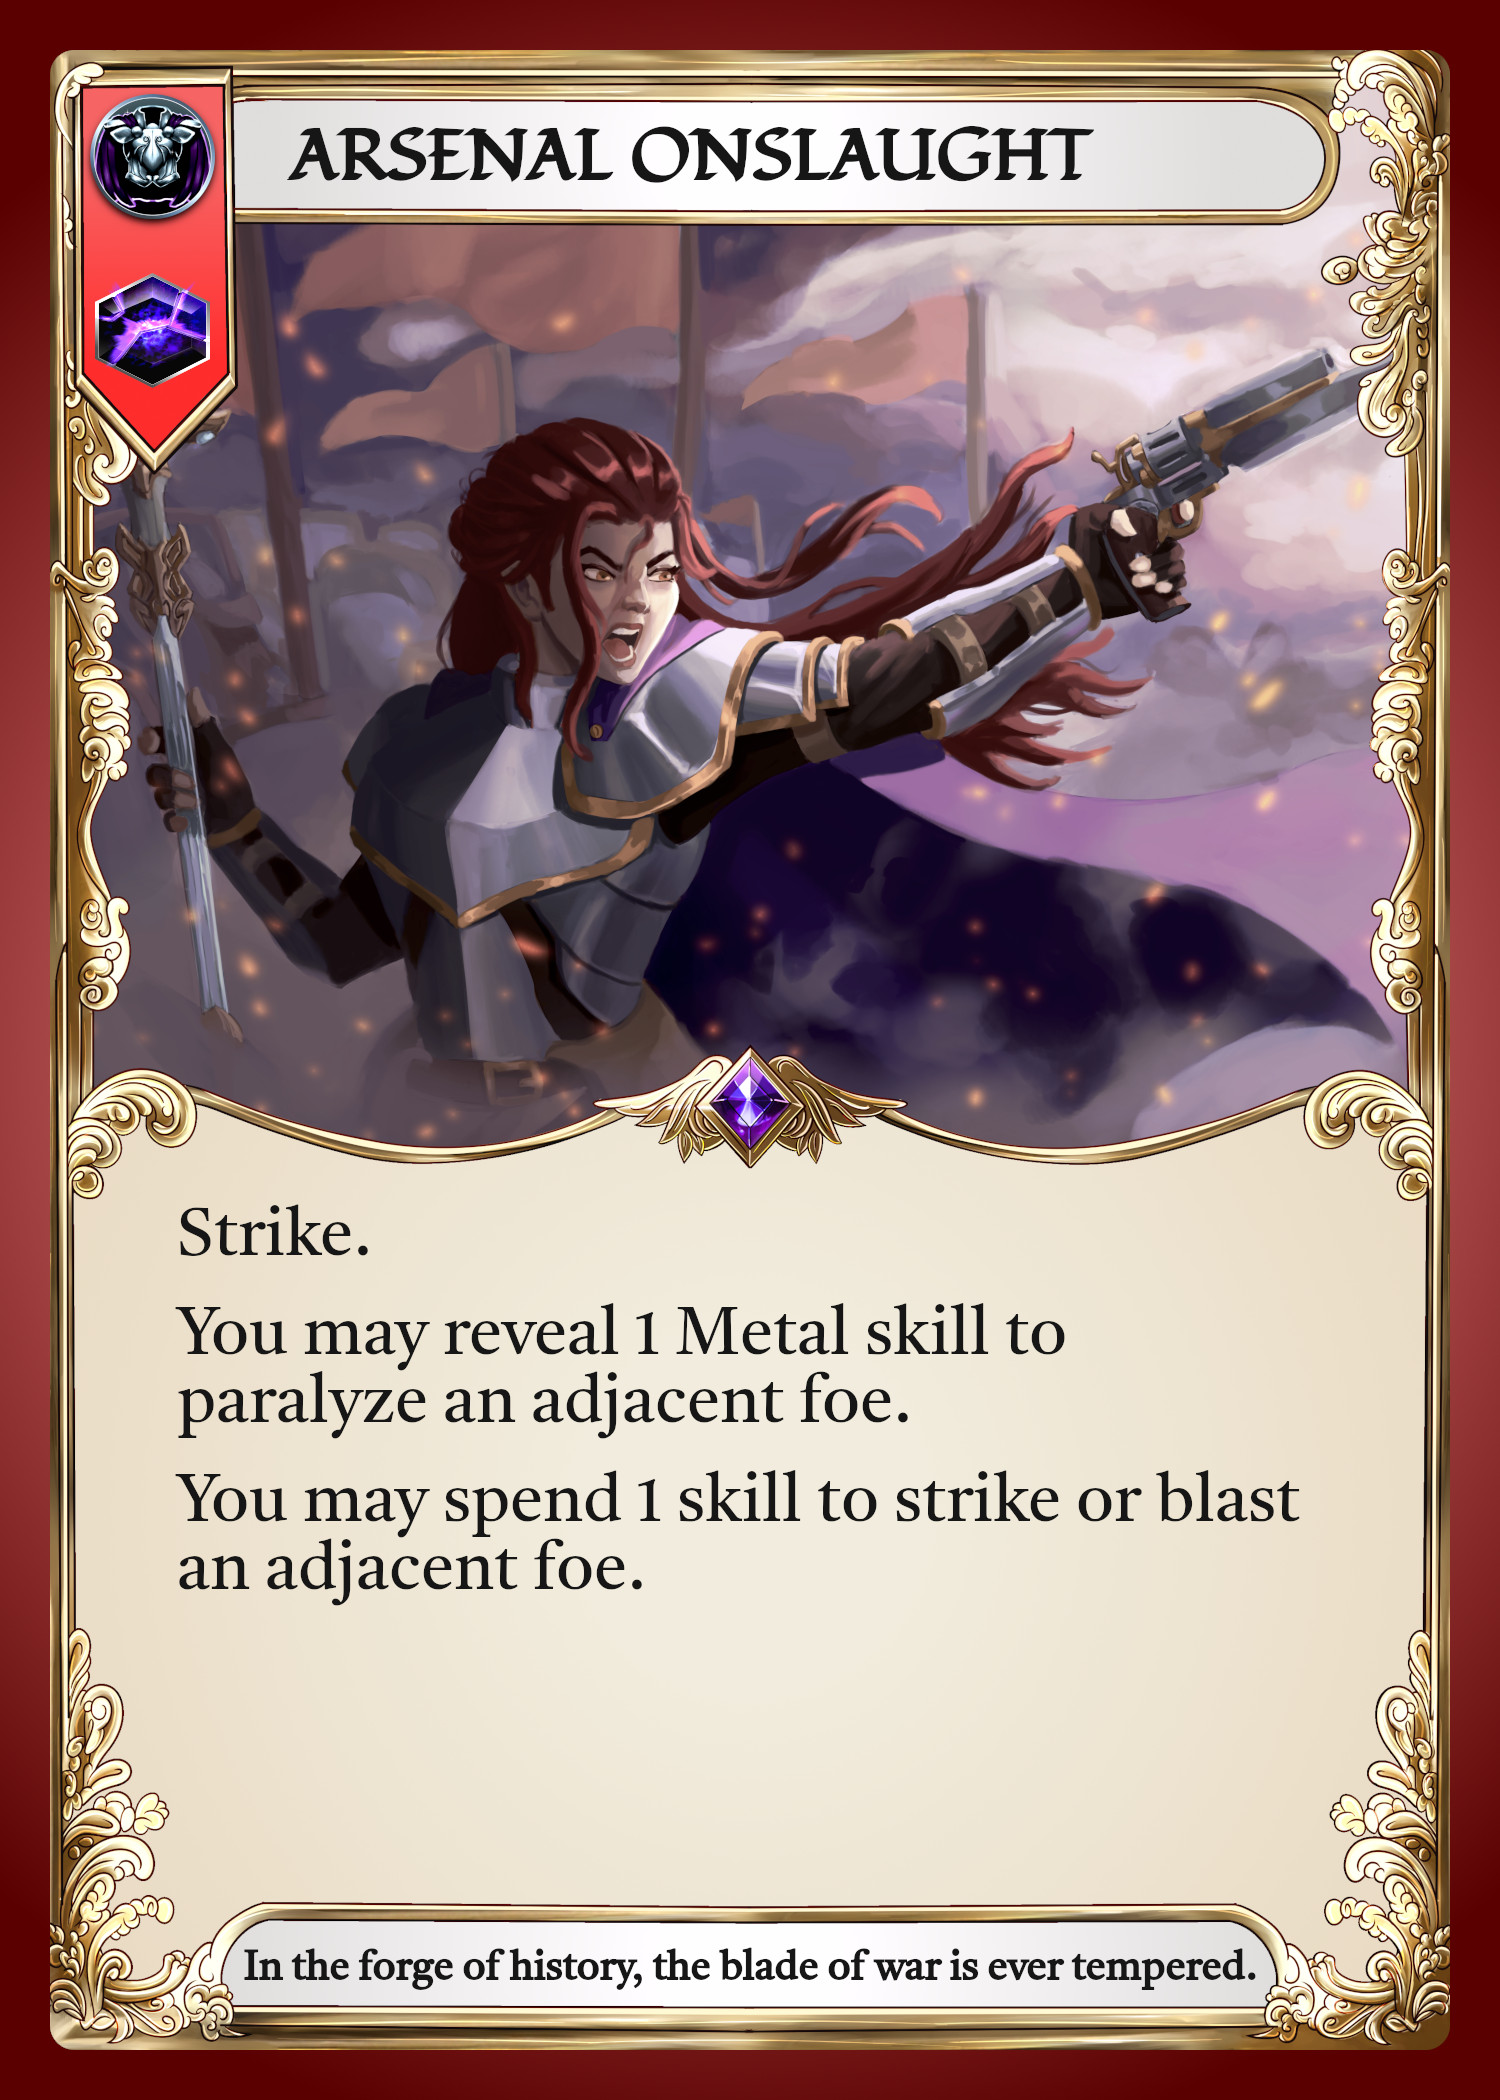 ARSENAL ONSLAUGHT
Strike.
You may reveal 1 Metal skill to
paralyze an adjacent foe.
You may spend 1 skill to strike or blast
an adjacent foe.
In the forge of history, the blade of war is ever tempered.